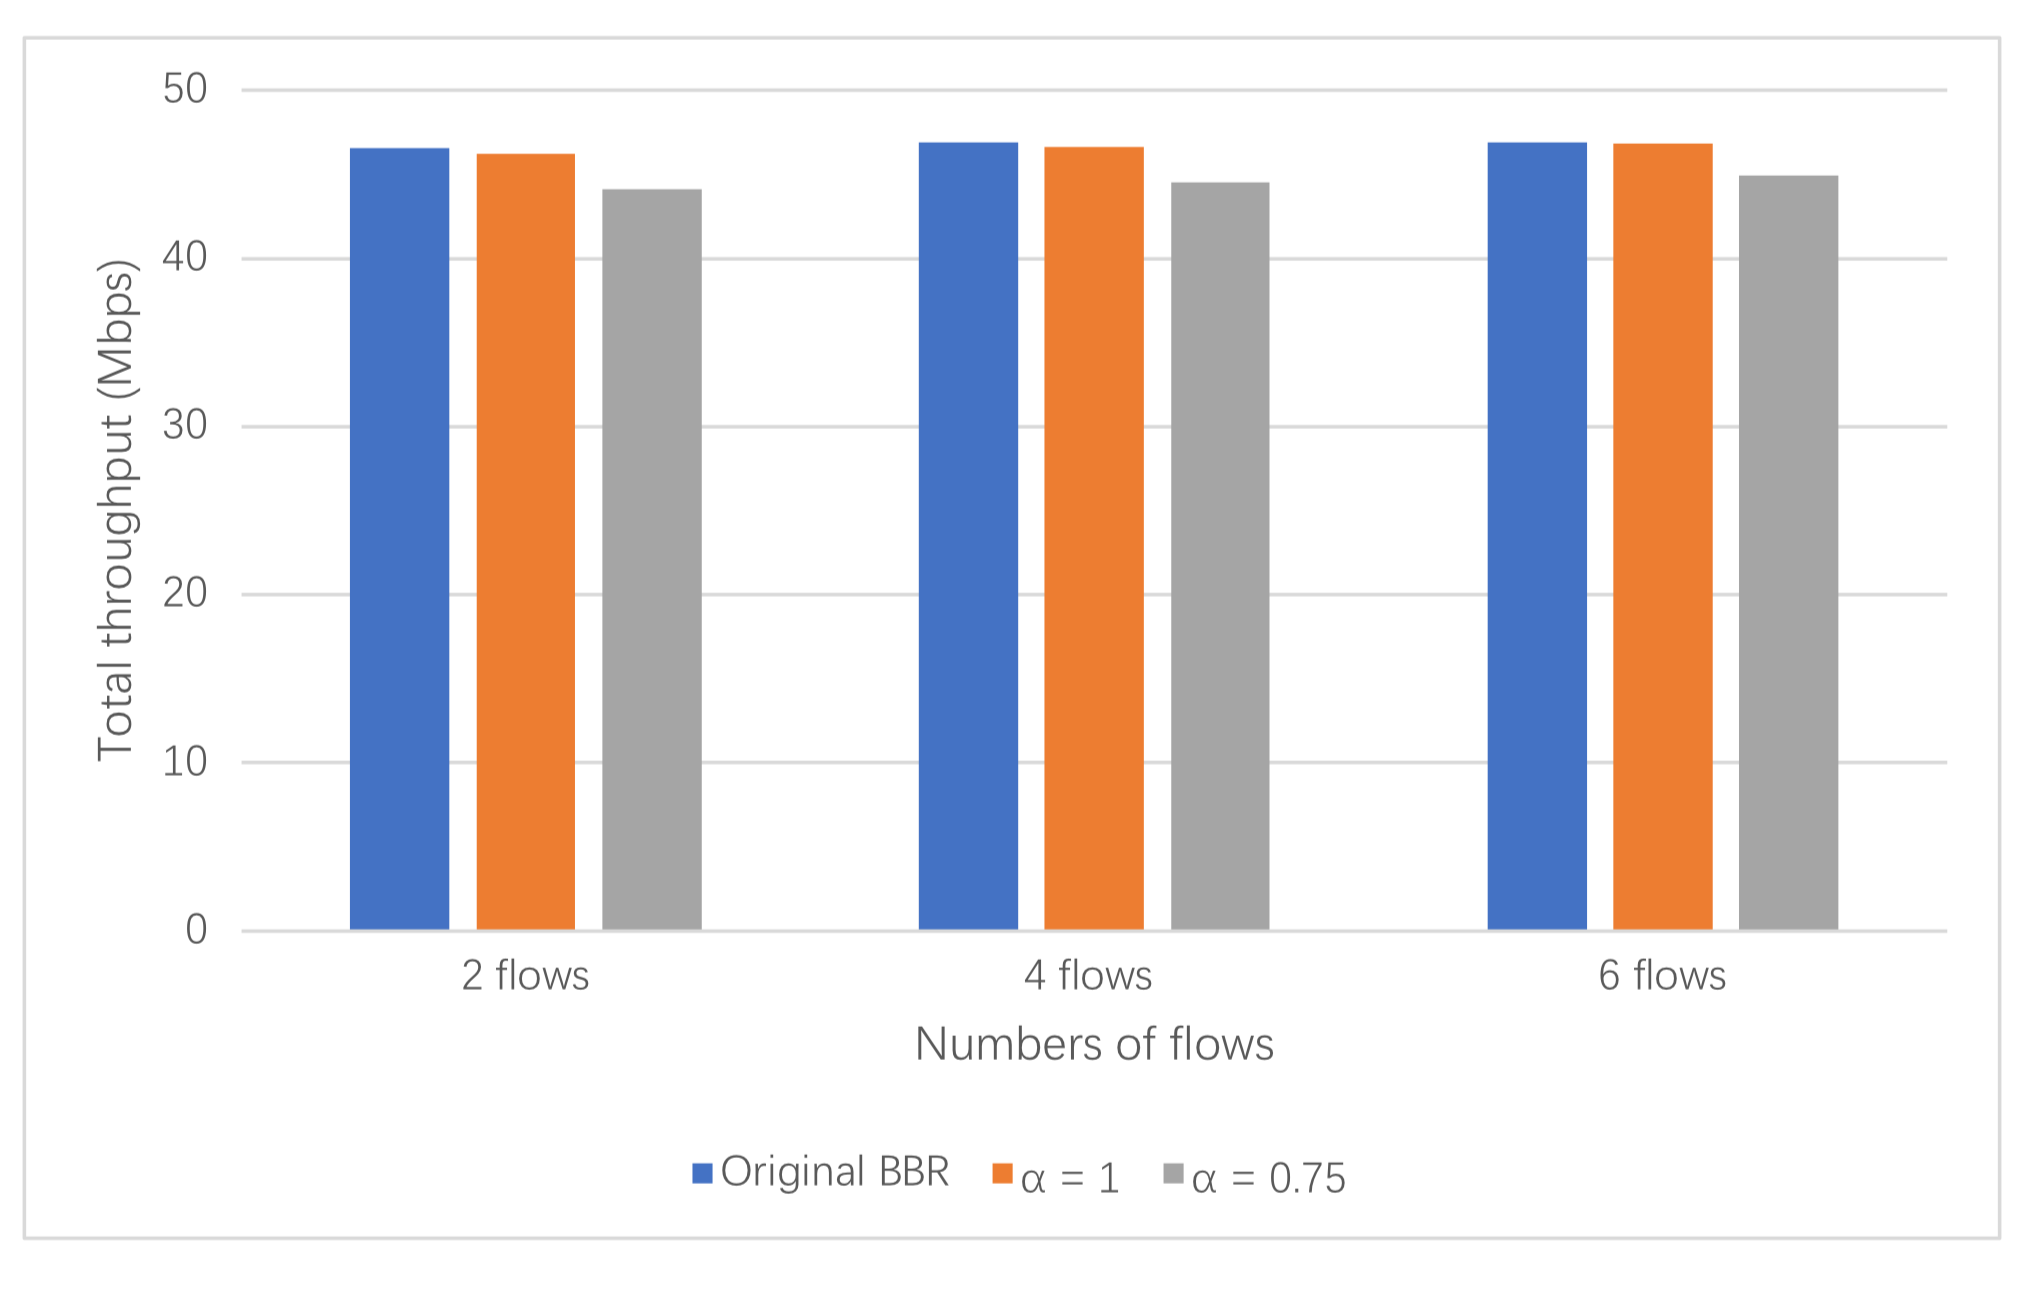 50
40
30
20
10
0
Total throughput (Mbps)
2 flows
4 flows
6 flows
Numbers of flows
Original BBR
α = 1
α = 0.75